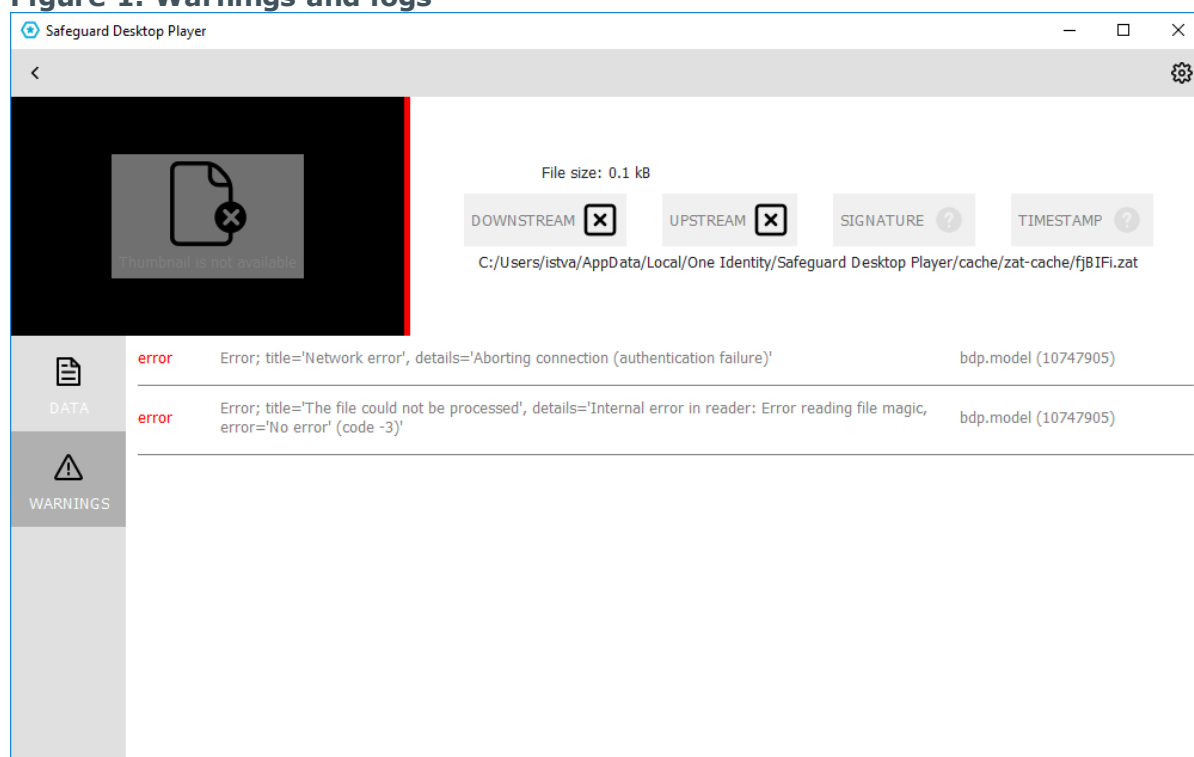 Figure 1: Warnings and logs
Safeguard Desktop Player
File size: 0.1 kB
DOWNSTREAM
UPSTREAM
SIGNATURE ?
TIMESTAMP ?
Thumbnail is not available
C:/Users/istva/AppData/Local/One Identity/Safeguard Desktop Player/cache/zat-cache/fjBIFi.zat
DATA
error Error; title='Network error', details='Aborting connection (authentication failure)' bdp.model (10747905)
error Error; title='The file could not be processed', details='Internal error in reader: Error reading file magic, bdp.model (10747905)
error='No error' (code -3)'
WARNINGS